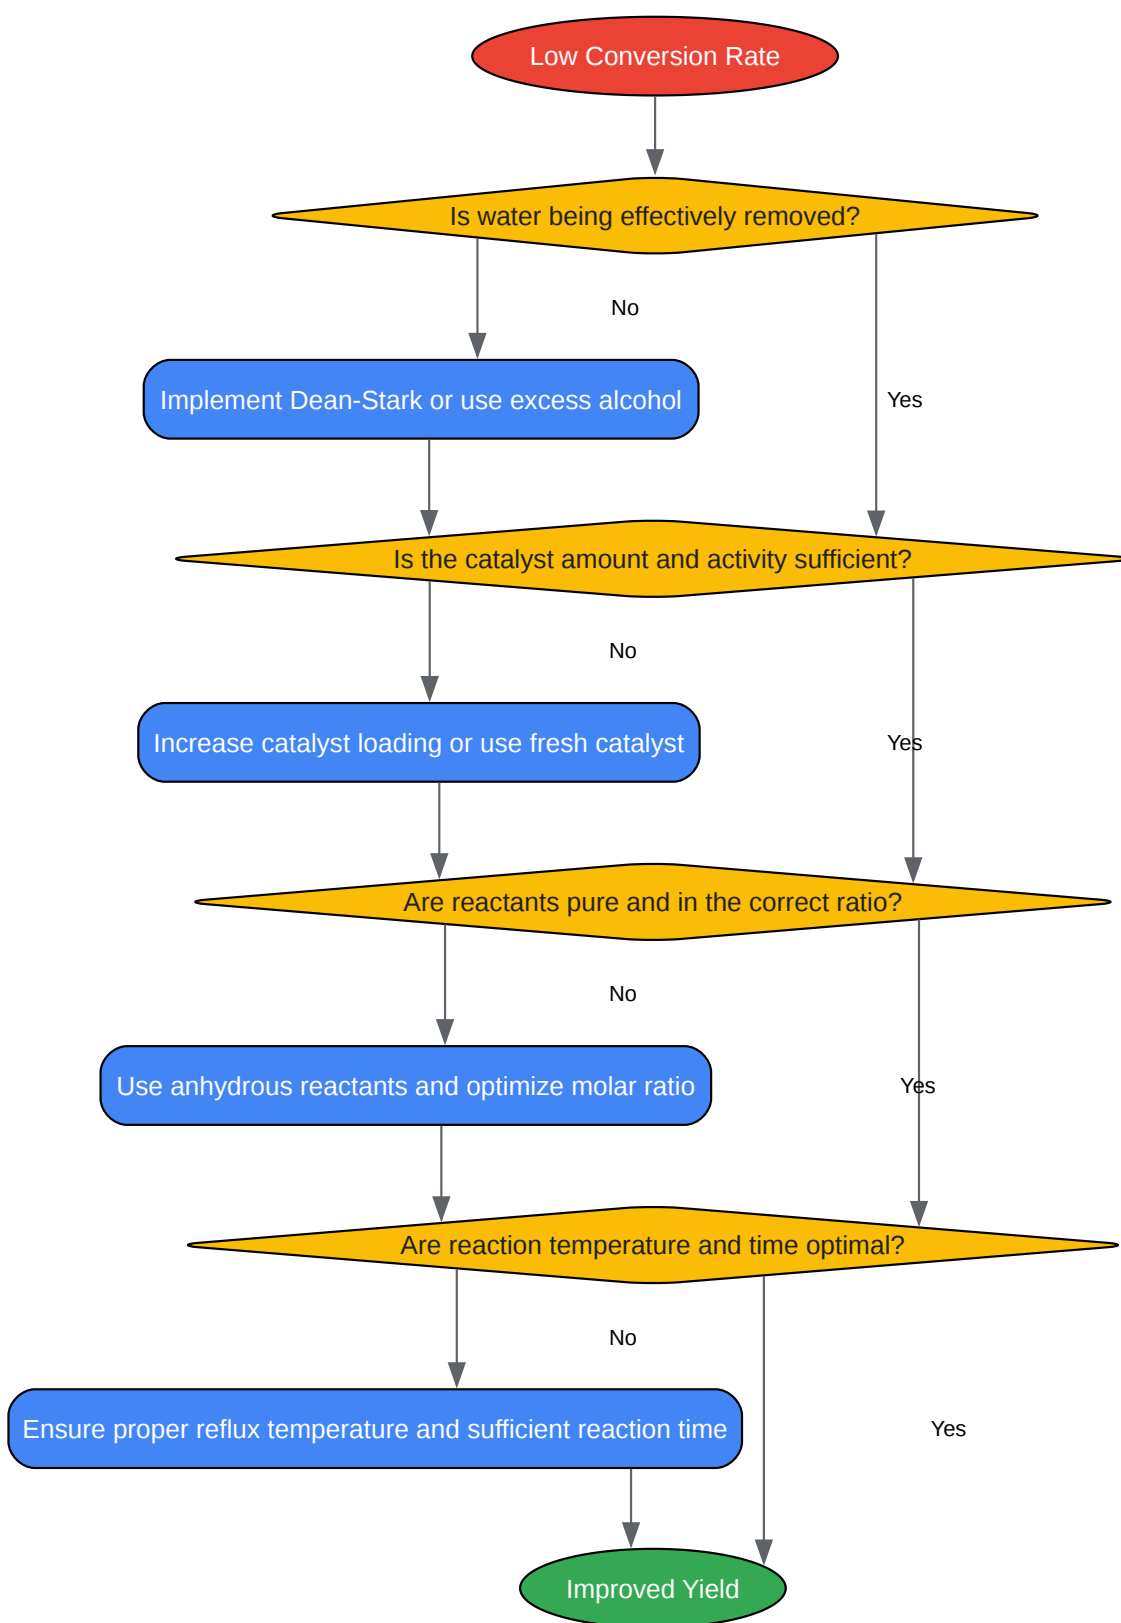 Low Conversion Rate
Is water being effectively removed?
No
Implement Dean-Stark or use excess alcohol
Yes
Is the catalyst amount and activity sufficient?
No
Increase catalyst loading or use fresh catalyst
Yes
Are reactants pure and in the correct ratio?
No
Use anhydrous reactants and optimize molar ratio
Yes
Are reaction temperature and time optimal?
No
Ensure proper reflux temperature and sufficient reaction time
Yes
Improved Yield